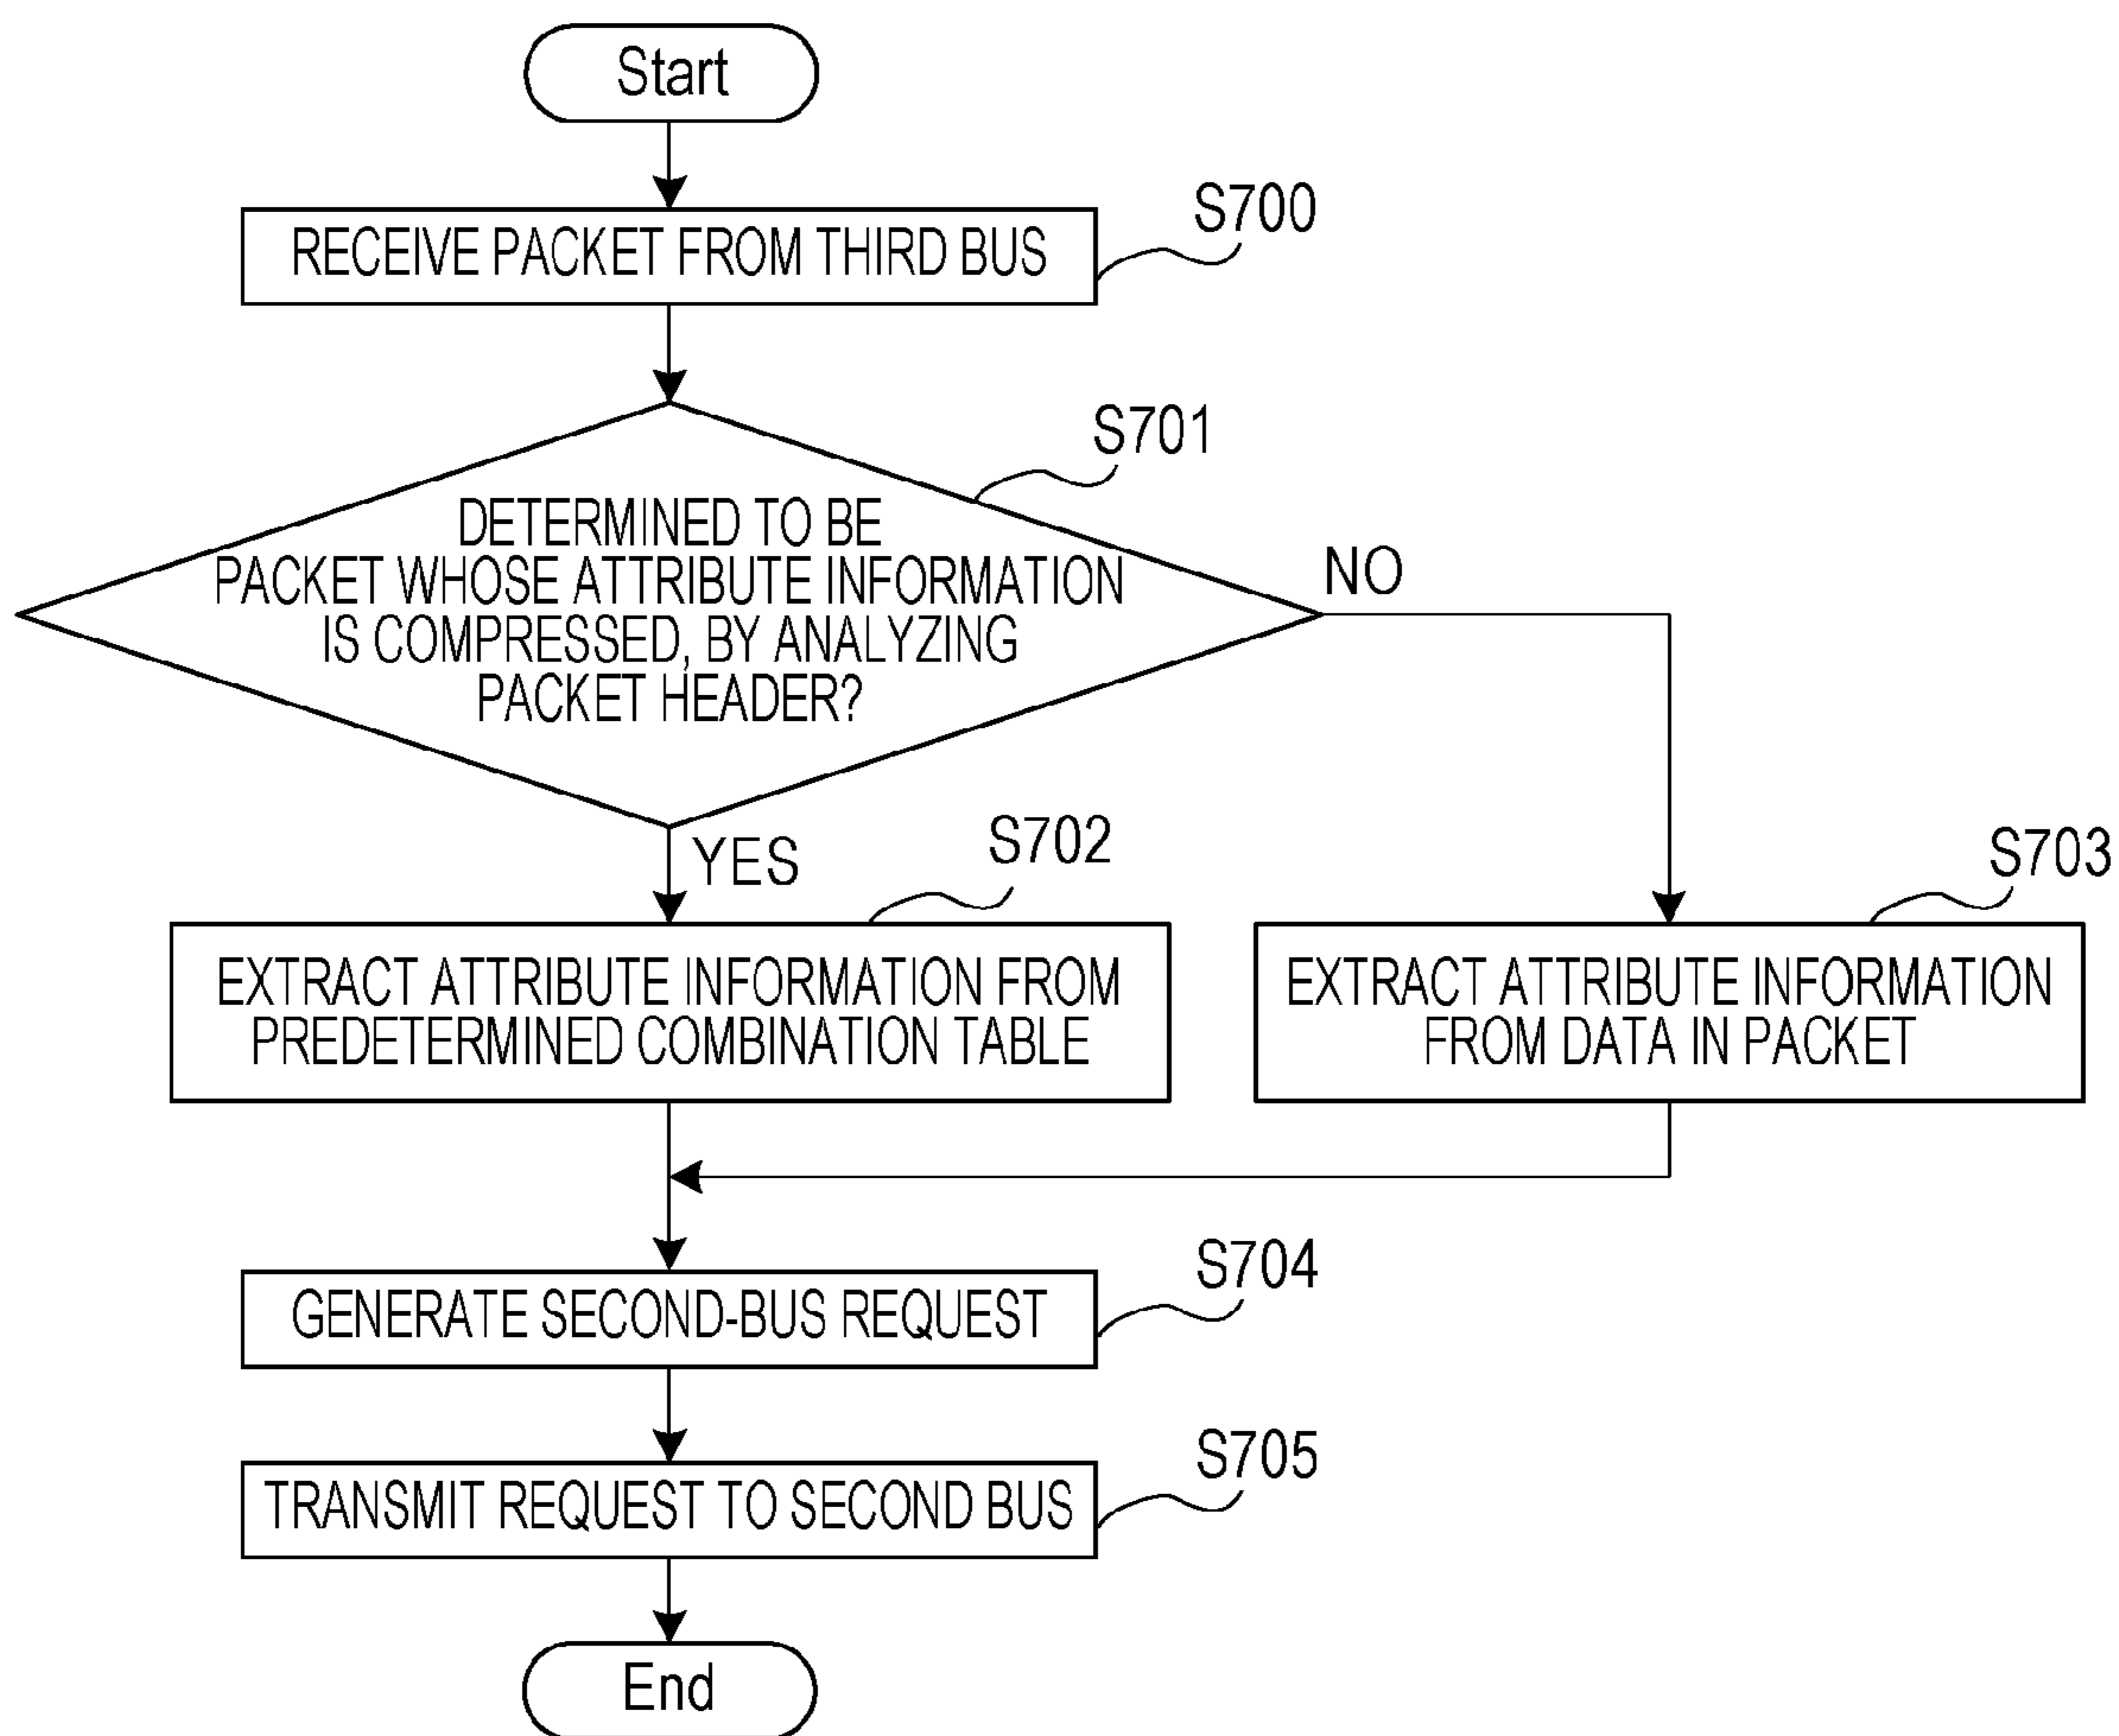 Start
S700
RECEIVE PACKET FROM THIRD BUS
S701
DETERMINED TO BE
PACKET WHOSE ATTRIBUTE INFORMATION
IS COMPRESSED, BY ANALYZING
PACKET HEADER?
NO
YES
S702
S703
EXTRACT ATTRIBUTE INFORMATION FROM
PREDETERMINED COMBINATION TABLE
EXTRACT ATTRIBUTE INFORMATION
FROM DATA IN PACKET
S704
GENERATE SECOND-BUS REQUEST
S705
TRANSMIT REQUEST TO SECOND BUS
End